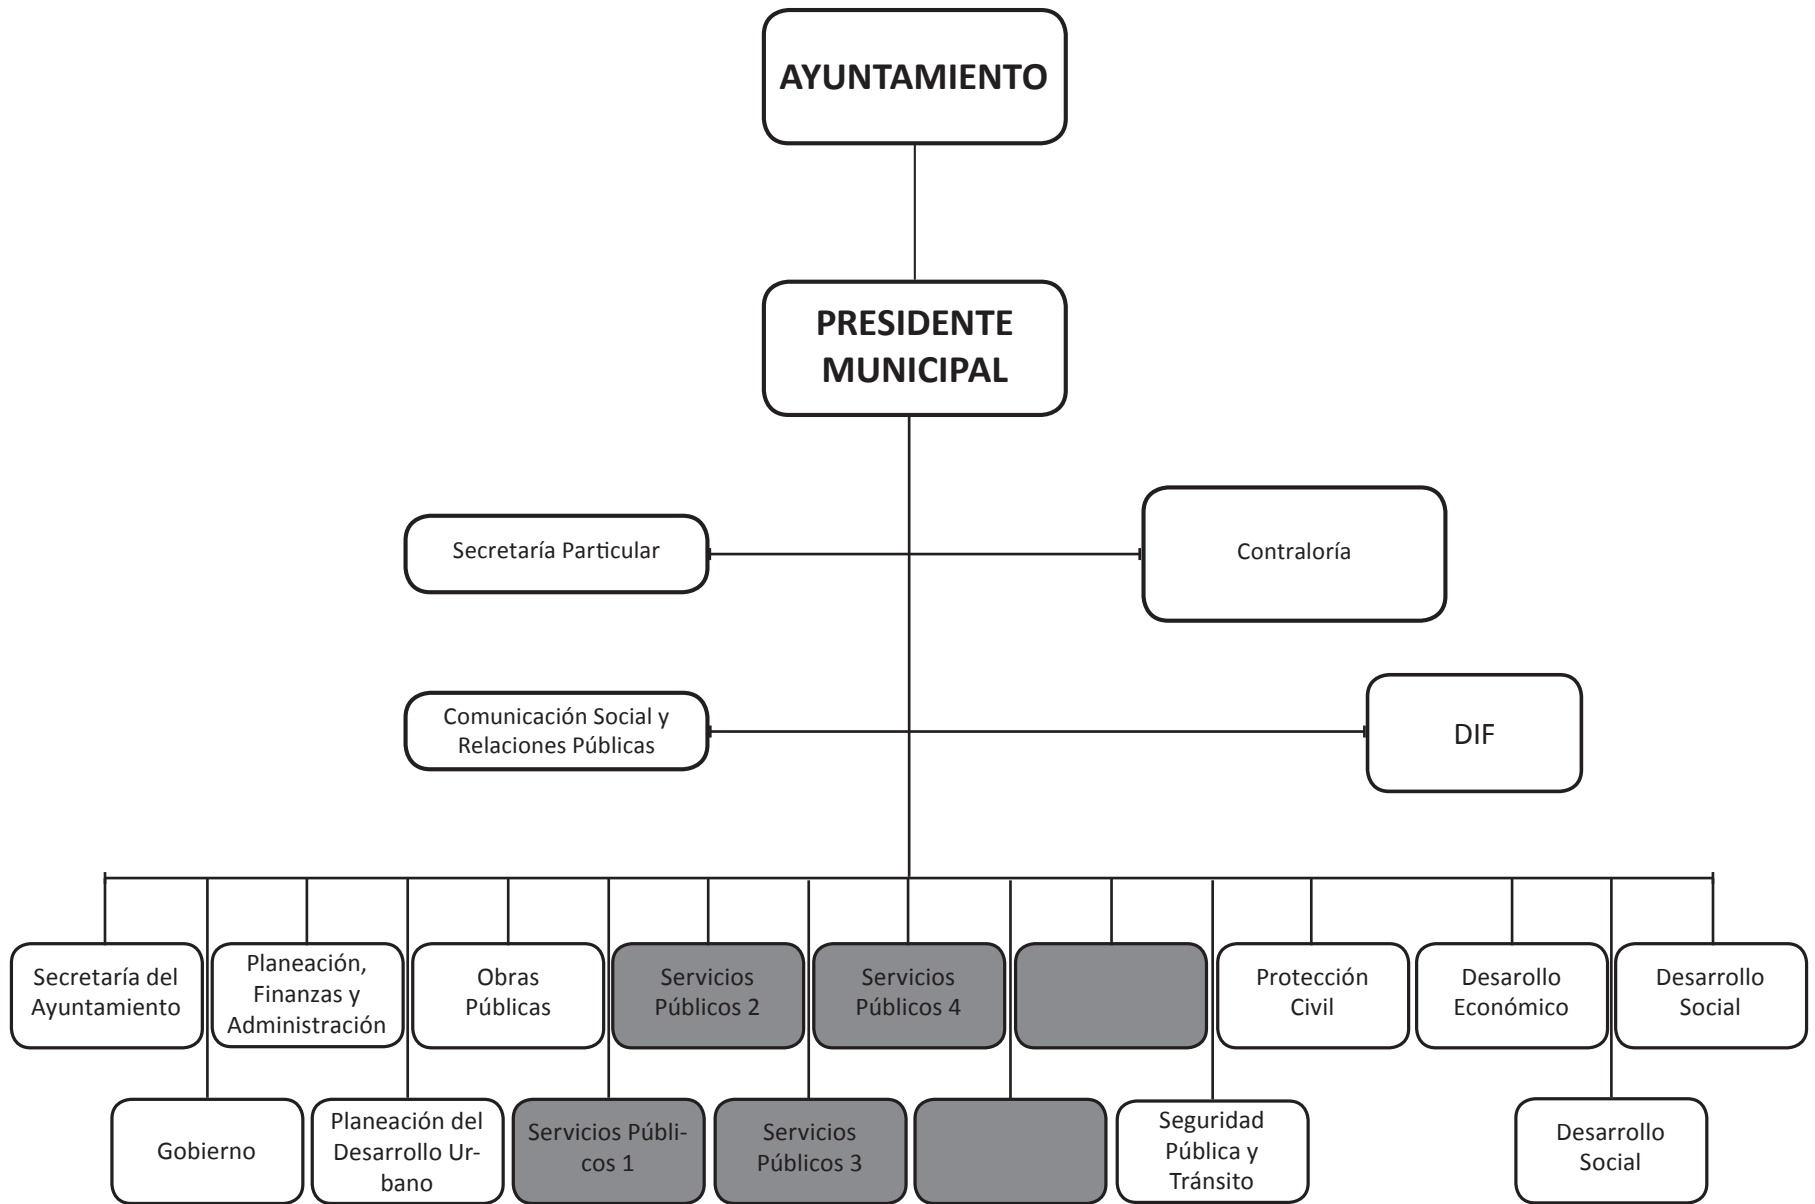 AYUNTAMIENTO
PRESIDENTE
MUNICIPAL
Secretaría Particular
Contraloría
Comunicación Social y
Relaciones Públicas
DIF
Secretaría del
Ayuntamiento
Planeación,
Finanzas y
Administración
Obras
Públicas
Servicios
Públicos 2
Servicios
Públicos 4
Protección
Civil
Desarollo
Económico
Desarrollo
Social
Gobierno
Planeación del
Desarrollo Ur-
bano
Servicios Públi-
cos 1
Servicios
Públicos 3
Seguridad
Pública y
Tránsito
Desarrollo
Social